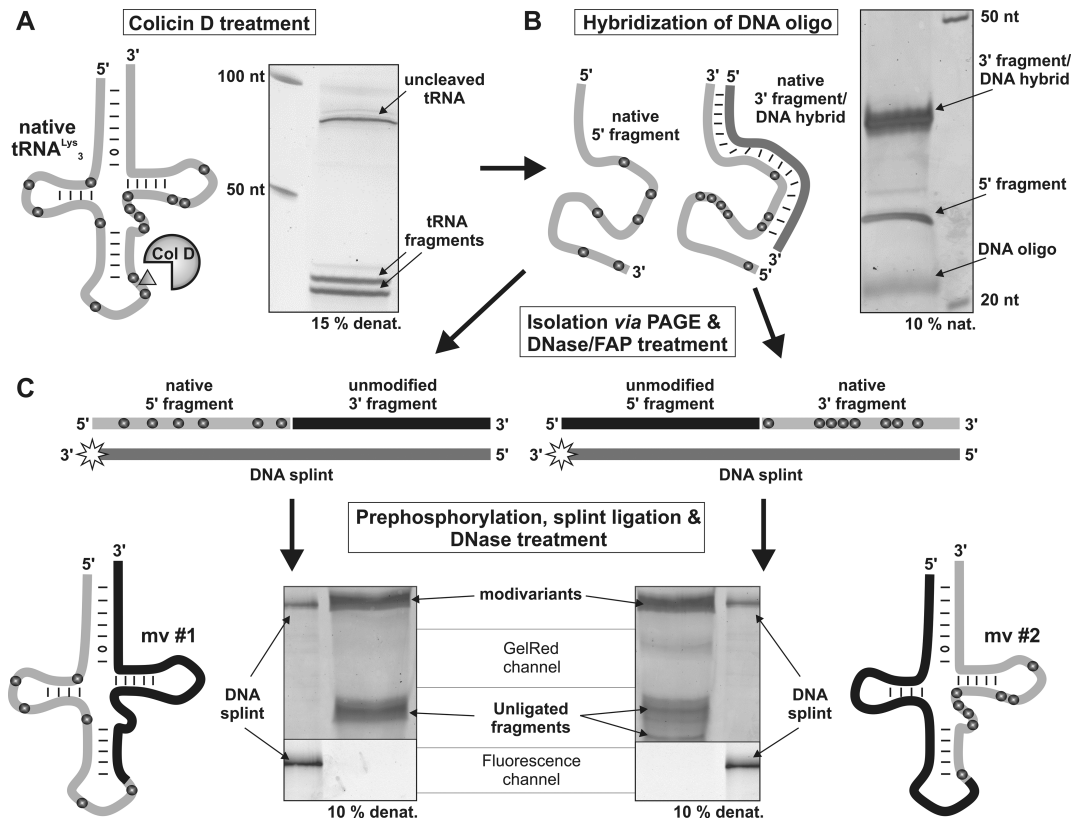 A
Colicin D treatment
5'
3'
native
tRNA^Lys_3
Col D
100 nt
50 nt
uncleaved
tRNA
tRNA
fragments
15 % denat.
B
Hybridization of DNA oligo
5'
native
5' fragment
3'
3'
5'
native
3' fragment/
DNA hybrid
3'
5'
50 nt
3' fragment/
DNA hybrid
5' fragment
DNA oligo
20 nt
10 % nat.
Isolation via PAGE &
DNase/FAP treatment
C
native
5' fragment
unmodified
3' fragment
5'
3'
3'
5'
DNA splint
unmodified
5' fragment
native
3' fragment
5'
3'
3'
5'
DNA splint
Prephosphorylation, splint ligation &
DNase treatment
5'
3'
mv #1
DNA
splint
modivariants
GelRed
channel
Unligated
fragments
Fluorescence
channel
10 % denat.
10 % denat.
DNA
splint
5'
3'
mv #2